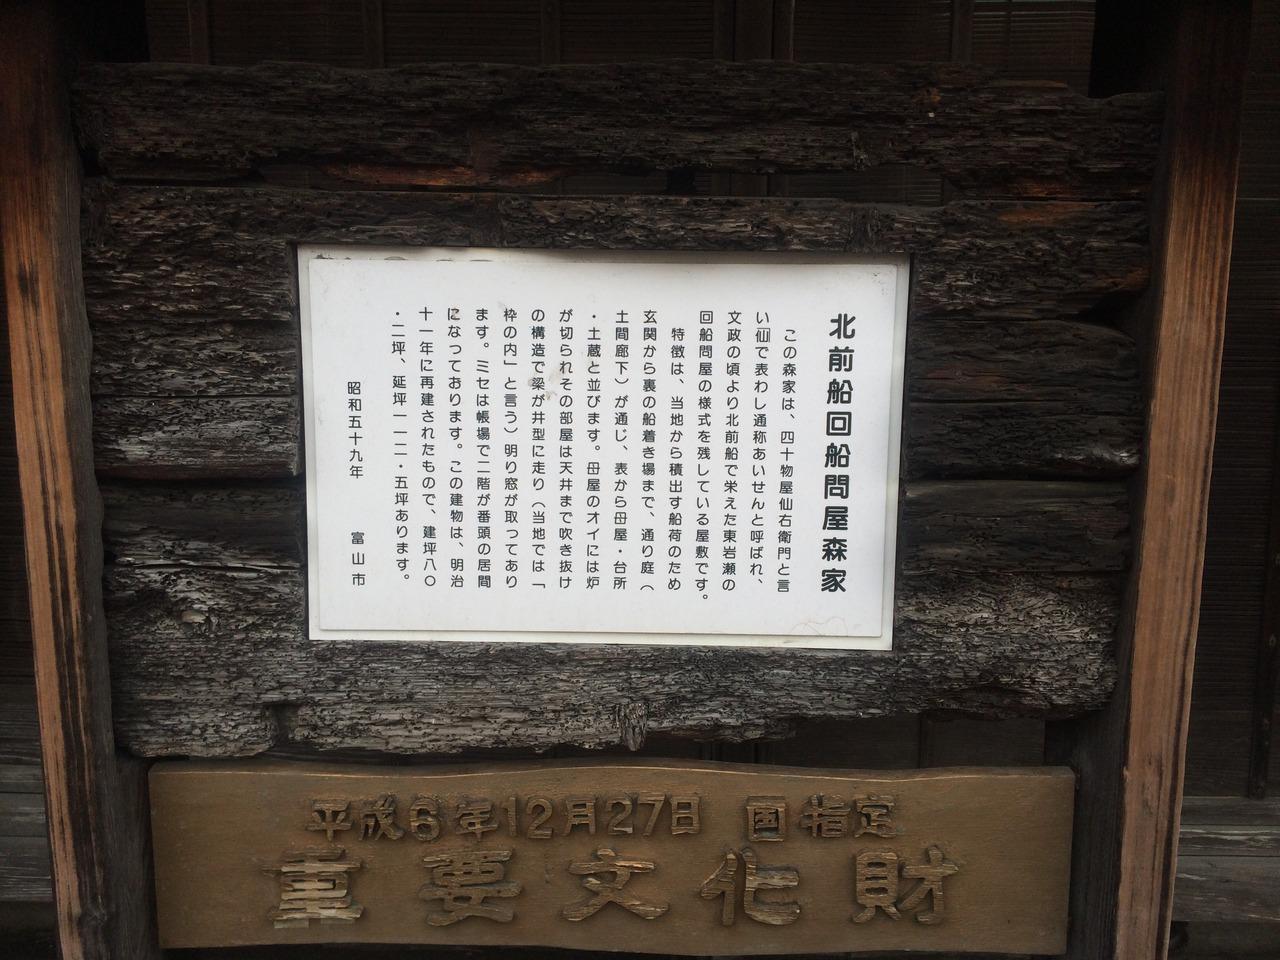 北前船回船問屋森家
この森家は、四十物屋仙右衛門と言
い仙で表わし通称あいせんと呼ばれ、
文政の頃より北前船で栄えた東岩瀬の
回船問屋の様式を残している屋敷です。
特徴は、当地から積出す船荷のため
玄関から裏の船着き場まで、通り庭（
土間廊下）が通じ、表から母屋・台所
・土蔵と並びます。母屋のオイには炉
が切られその部屋は天井まで吹き抜け
の構造で梁が井型に走り（当地では「
枠の内」と言う）明り窓が取ってあり
ます。ミセは帳場で二階が番頭の居間
になっております。この建物は、明治
十一年に再建されたもので、建坪八〇
・二坪、延坪一一二・五坪あります。
昭和五十九年　富山市
平成6年12月27日 国指定
重要文化財